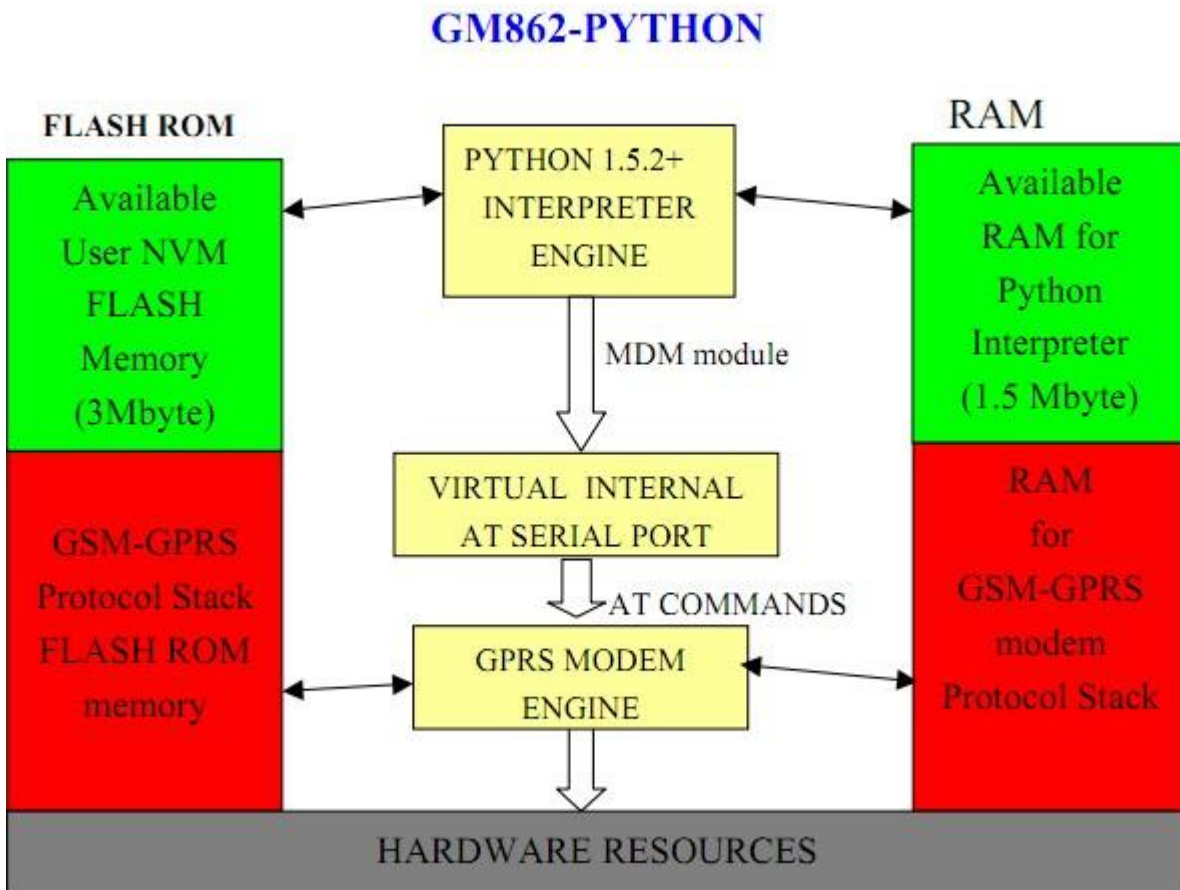 GM862-PYTHON
FLASH ROM
Available
User NVM
FLASH
Memory
(3Mbyte)
GSM-GPRS
Protocol Stack
FLASH ROM
memory
PYTHON 1.5.2+
INTERPRETER
ENGINE
MDM module
VIRTUAL INTERNAL
AT SERIAL PORT
AT COMMANDS
GPRS MODEM
ENGINE
RAM
Available
RAM for
Python
Interpreter
(1.5 Mbyte)
RAM
for
GSM-GPRS
modem
Protocol Stack
HARDWARE RESOURCES